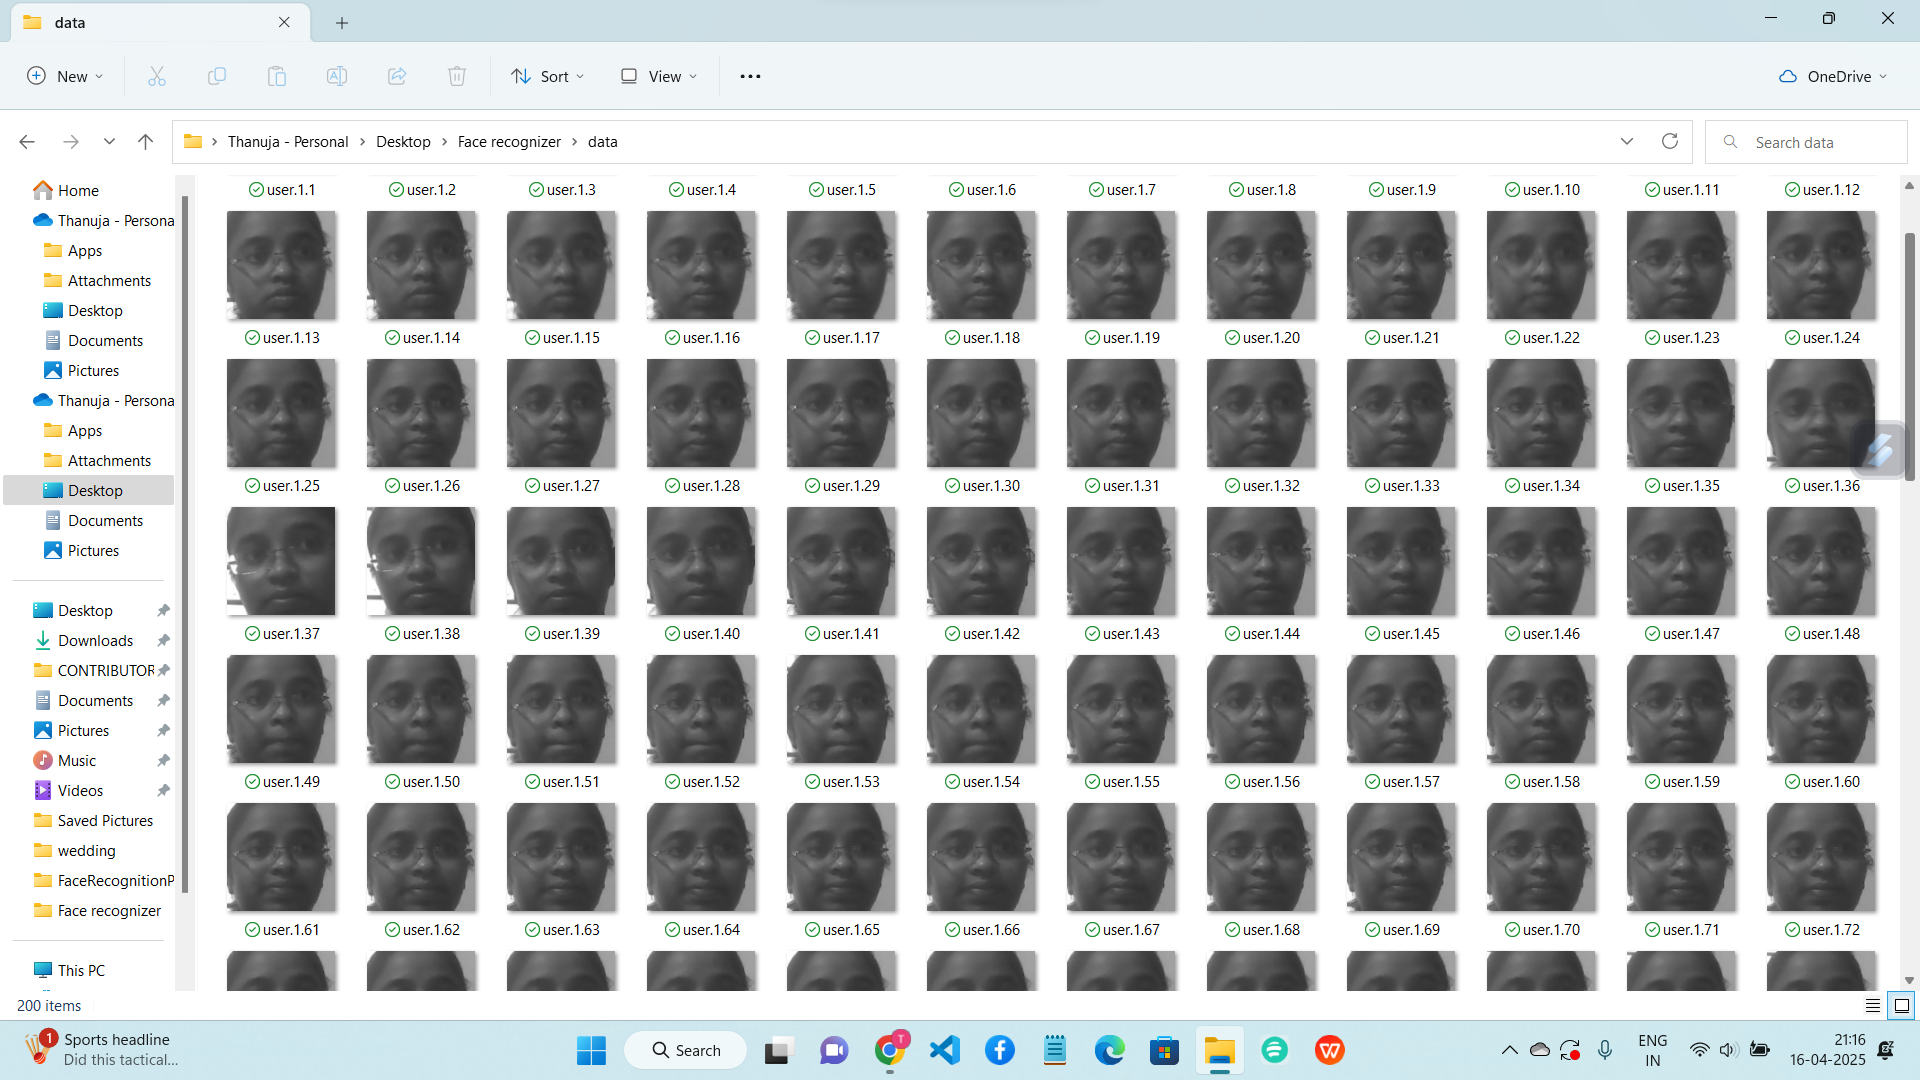 data
New
Sort
View
OneDrive
Thanuja - Personal
Desktop
Face recognizer
data
Search data
Home
Thanuja - Persona
Apps
Attachments
Desktop
Documents
Pictures
Thanuja - Persona
Apps
Attachments
Desktop
Documents
Pictures
Desktop
Downloads
CONTRIBUTOR
Documents
Pictures
Music
Videos
Saved Pictures
wedding
FaceRecognitionP
Face recognizer
This PC
user.1.1 user.1.2 user.1.3 user.1.4 user.1.5 user.1.6 user.1.7 user.1.8 user.1.9 user.1.10 user.1.11 user.1.12
user.1.13 user.1.14 user.1.15 user.1.16 user.1.17 user.1.18 user.1.19 user.1.20 user.1.21 user.1.22 user.1.23 user.1.24
user.1.25 user.1.26 user.1.27 user.1.28 user.1.29 user.1.30 user.1.31 user.1.32 user.1.33 user.1.34 user.1.35 user.1.36
user.1.37 user.1.38 user.1.39 user.1.40 user.1.41 user.1.42 user.1.43 user.1.44 user.1.45 user.1.46 user.1.47 user.1.48
user.1.49 user.1.50 user.1.51 user.1.52 user.1.53 user.1.54 user.1.55 user.1.56 user.1.57 user.1.58 user.1.59 user.1.60
user.1.61 user.1.62 user.1.63 user.1.64 user.1.65 user.1.66 user.1.67 user.1.68 user.1.69 user.1.70 user.1.71 user.1.72
200 items
1
Sports headline
Did this tactical...
Search
T
ENG
IN
21:16
16-04-2025